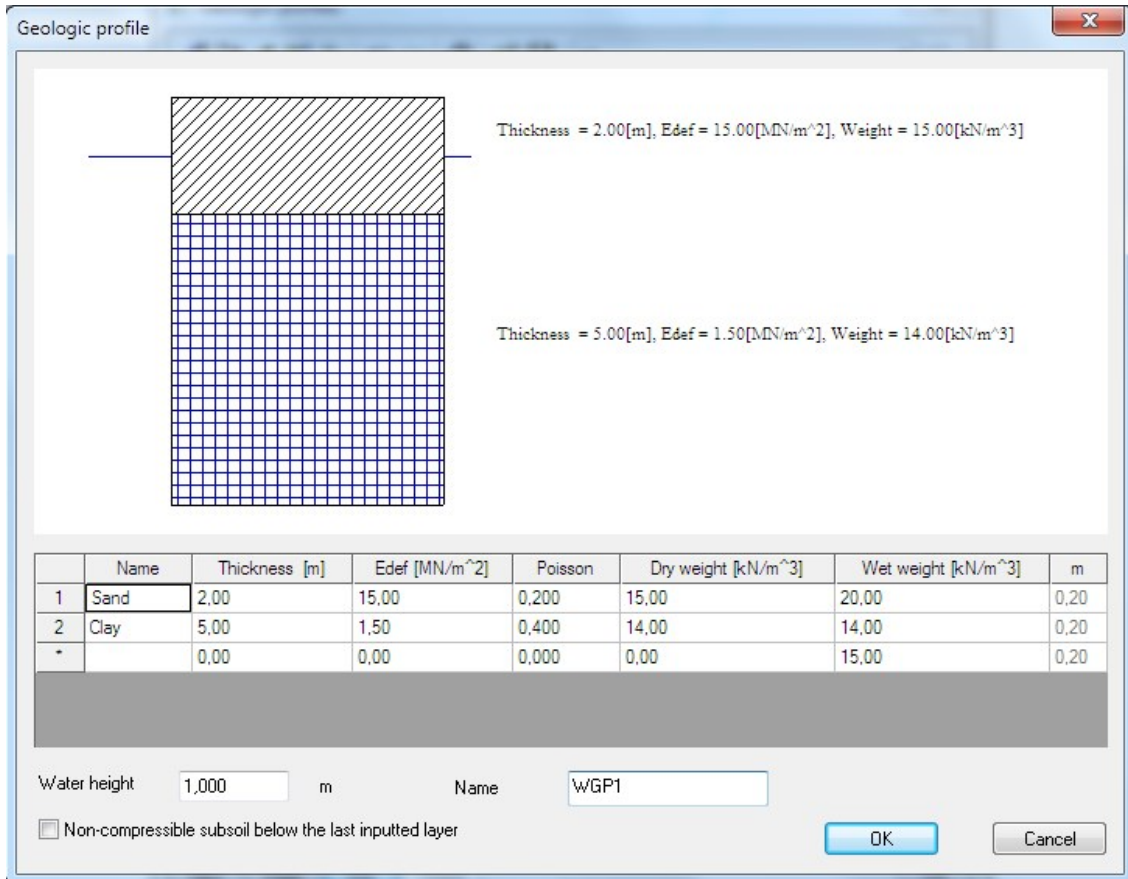 Geologic profile
Thickness = 2.00[m], Edef = 15.00[MN/m^2], Weight = 15.00[kN/m^3]
Thickness = 5.00[m], Edef = 1.50[MN/m^2], Weight = 14.00[kN/m^3]
Name Thickness [m] Edef [MN/m^2] Poisson Dry weight [kN/m^3] Wet weight [kN/m^3] m
1 Sand 2,00 15,00 0,200 15,00 20,00 0,20
2 Clay 5,00 1,50 0,400 14,00 14,00 0,20
* 0,00 0,00 0,000 0,00 15,00 0,20
Water height 1,000 m Name WGP1
Non-compressible subsoil below the last inputted layer
OK Cancel